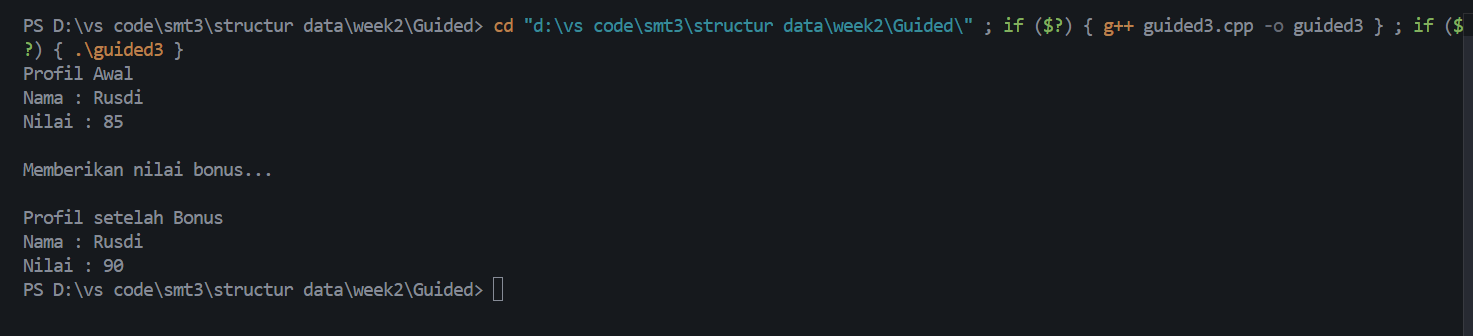 PS D:\vs code\smt3\structur data\week2\Guided> cd "d:\vs code\smt3\structur data\week2\Guided\" ; if ($?) { g++ guided3.cpp -o guided3 } ; if ($
?) { .\guided3 }
Profil Awal
Nama : Rusdi
Nilai : 85
Memberikan nilai bonus...
Profil setelah Bonus
Nama : Rusdi
Nilai : 90
PS D:\vs code\smt3\structur data\week2\Guided>